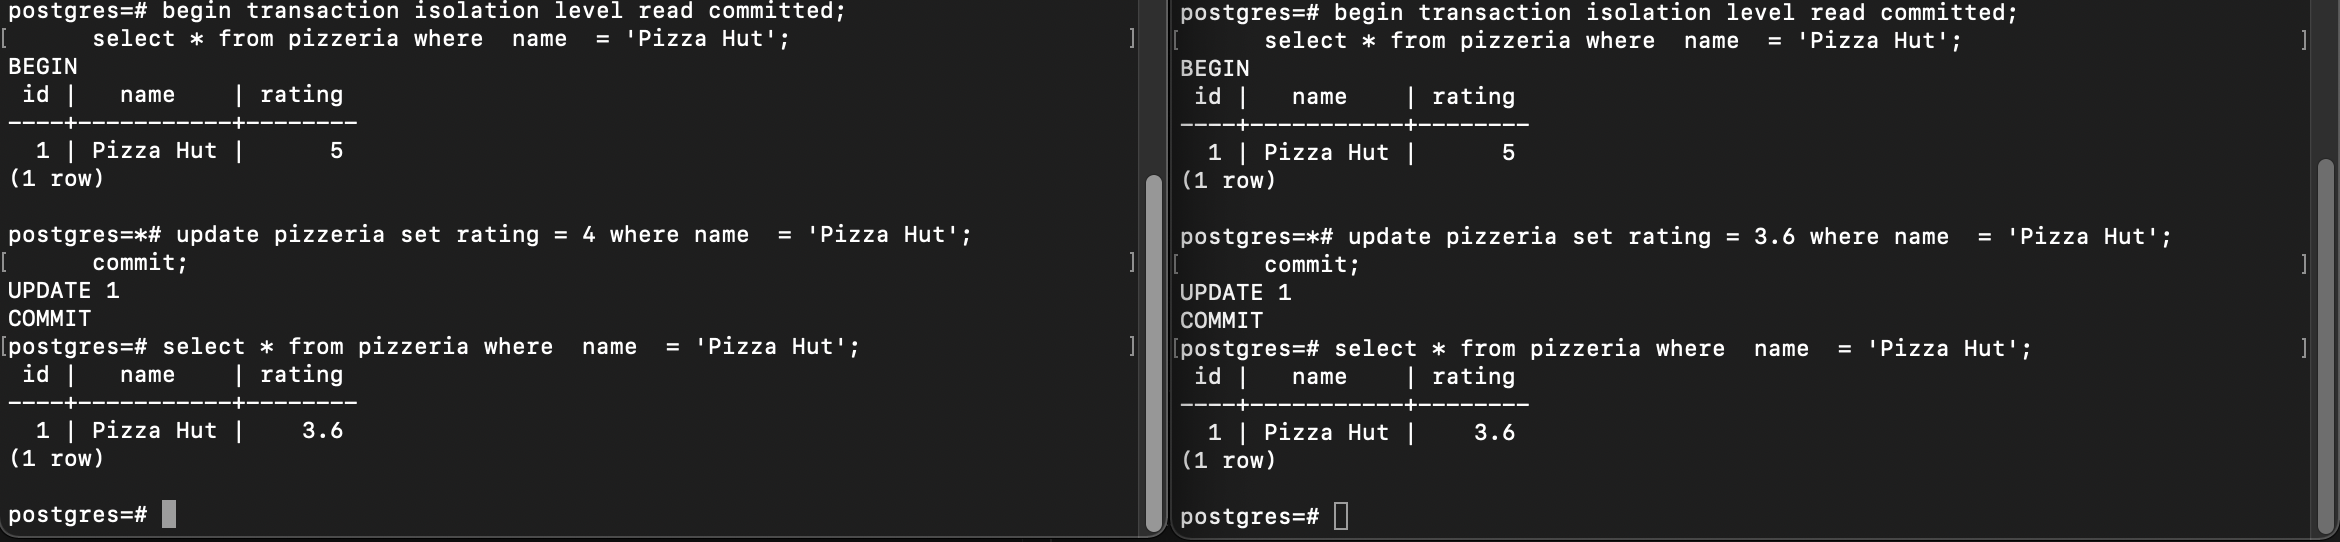 postgres=# begin transaction isolation level read committed;
[      select * from pizzeria where  name  = 'Pizza Hut';                        ]
BEGIN
 id |   name    | rating
----+-----------+--------
  1 | Pizza Hut |      5
(1 row)

postgres=*# update pizzeria set rating = 4 where name  = 'Pizza Hut';
[      commit;                                                                   ]
UPDATE 1
COMMIT
[postgres=# select * from pizzeria where  name  = 'Pizza Hut';                   ]
 id |   name    | rating
----+-----------+--------
  1 | Pizza Hut |    3.6
(1 row)

postgres=#
postgres=# begin transaction isolation level read committed;
[      select * from pizzeria where  name  = 'Pizza Hut';                        ]
BEGIN
 id |   name    | rating
----+-----------+--------
  1 | Pizza Hut |      5
(1 row)

postgres=*# update pizzeria set rating = 3.6 where name  = 'Pizza Hut';
[      commit;                                                                   ]
UPDATE 1
COMMIT
[postgres=# select * from pizzeria where  name  = 'Pizza Hut';                   ]
 id |   name    | rating
----+-----------+--------
  1 | Pizza Hut |    3.6
(1 row)

postgres=#